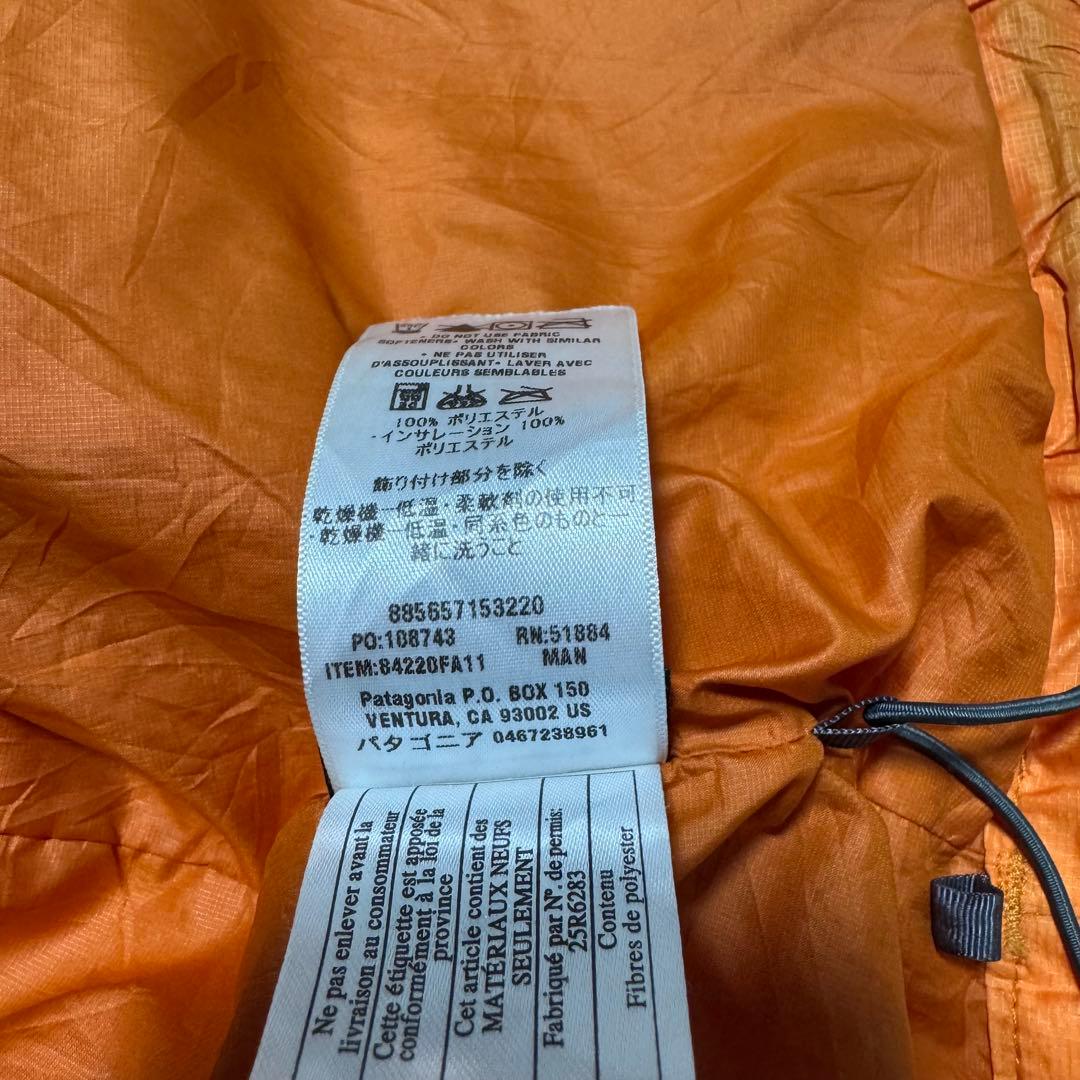 • DO NOT USE FABRIC
SOFTENERS• WASH WITH SIMILAR
COLORS
• NE PAS UTILISER
D'ASSOUPLISSANT• LAVER AVEC
COULEURS SEMBLABLES
100% ポリエステル
・インサレーション 100%
ポリエステル
飾り付け部分を除く
乾燥機ー低温・柔軟剤の使用不可
・乾燥機ー低温・同系色のものと一
緒に洗うこと
885657153220
PO:108743 RN:51884
ITEM:84220FA11 MAN
Patagonia P.O. BOX 150
VENTURA, CA 93002 US
パタゴニア 0467238961
Ne pas enlever avant la
livraison au consommateur
Cette étiquette est apposée
conformément à la loi de la
province
Cet article contient des
MATÉRIAUX NEUFS
SEULEMENT
Fabriqué par N°. de permis:
25R6283
Contenu
Fibres de polyester